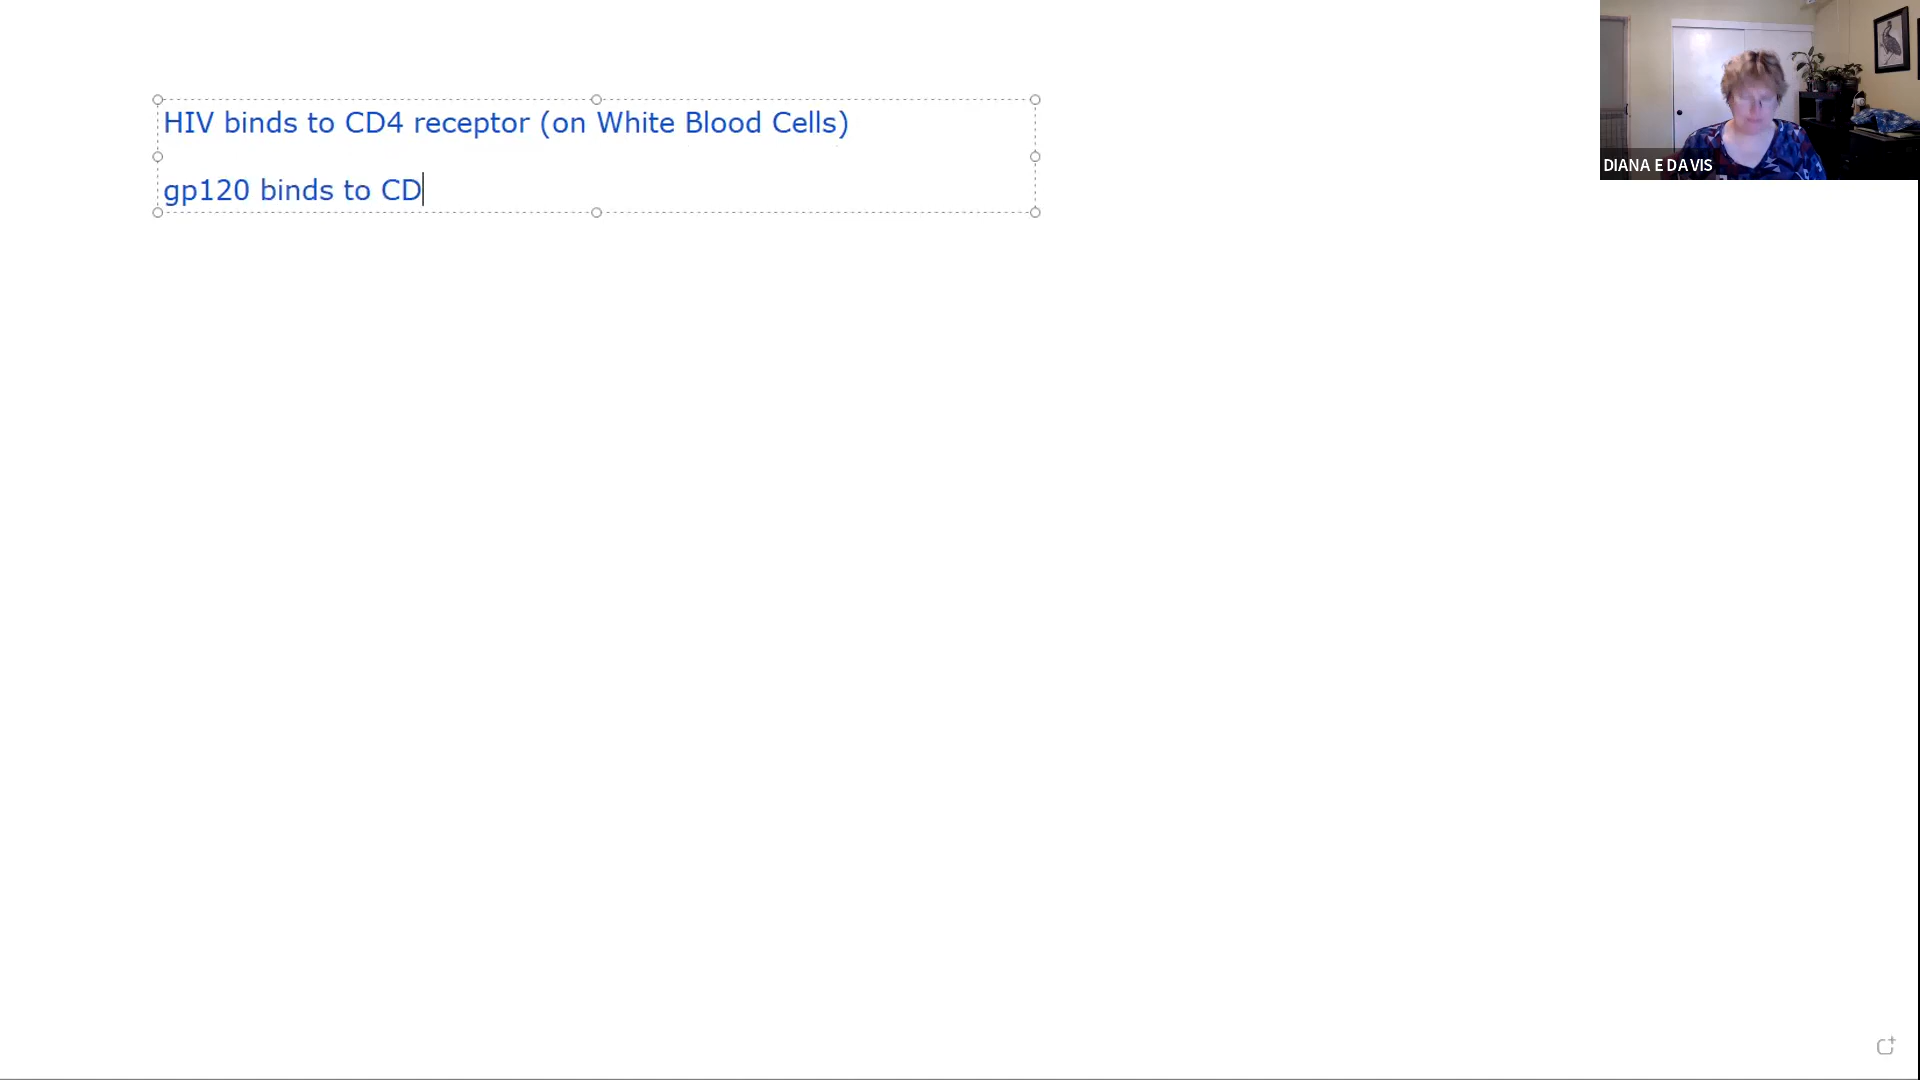 HIV binds to CD4 receptor (on White Blood Cells)
gp120 binds to CD
DIANA E DAVIS